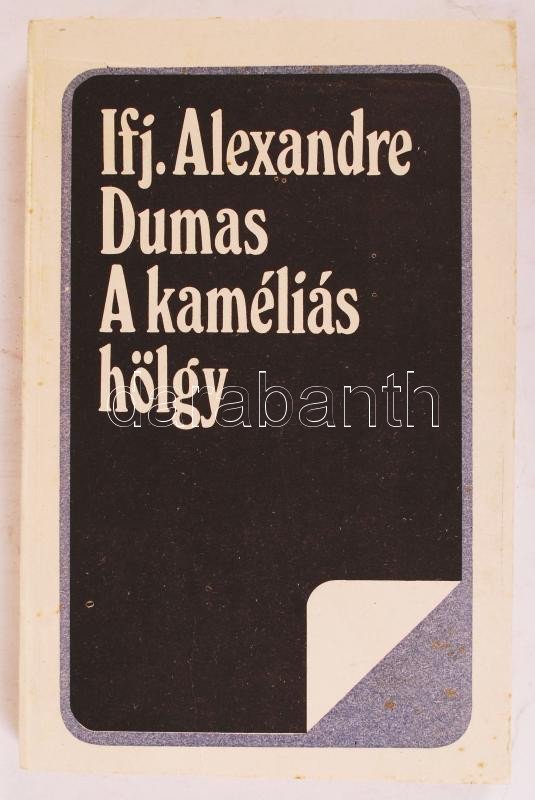 Ifj. Alexandre
Dumas
A kaméliás
hölgy
darabanth